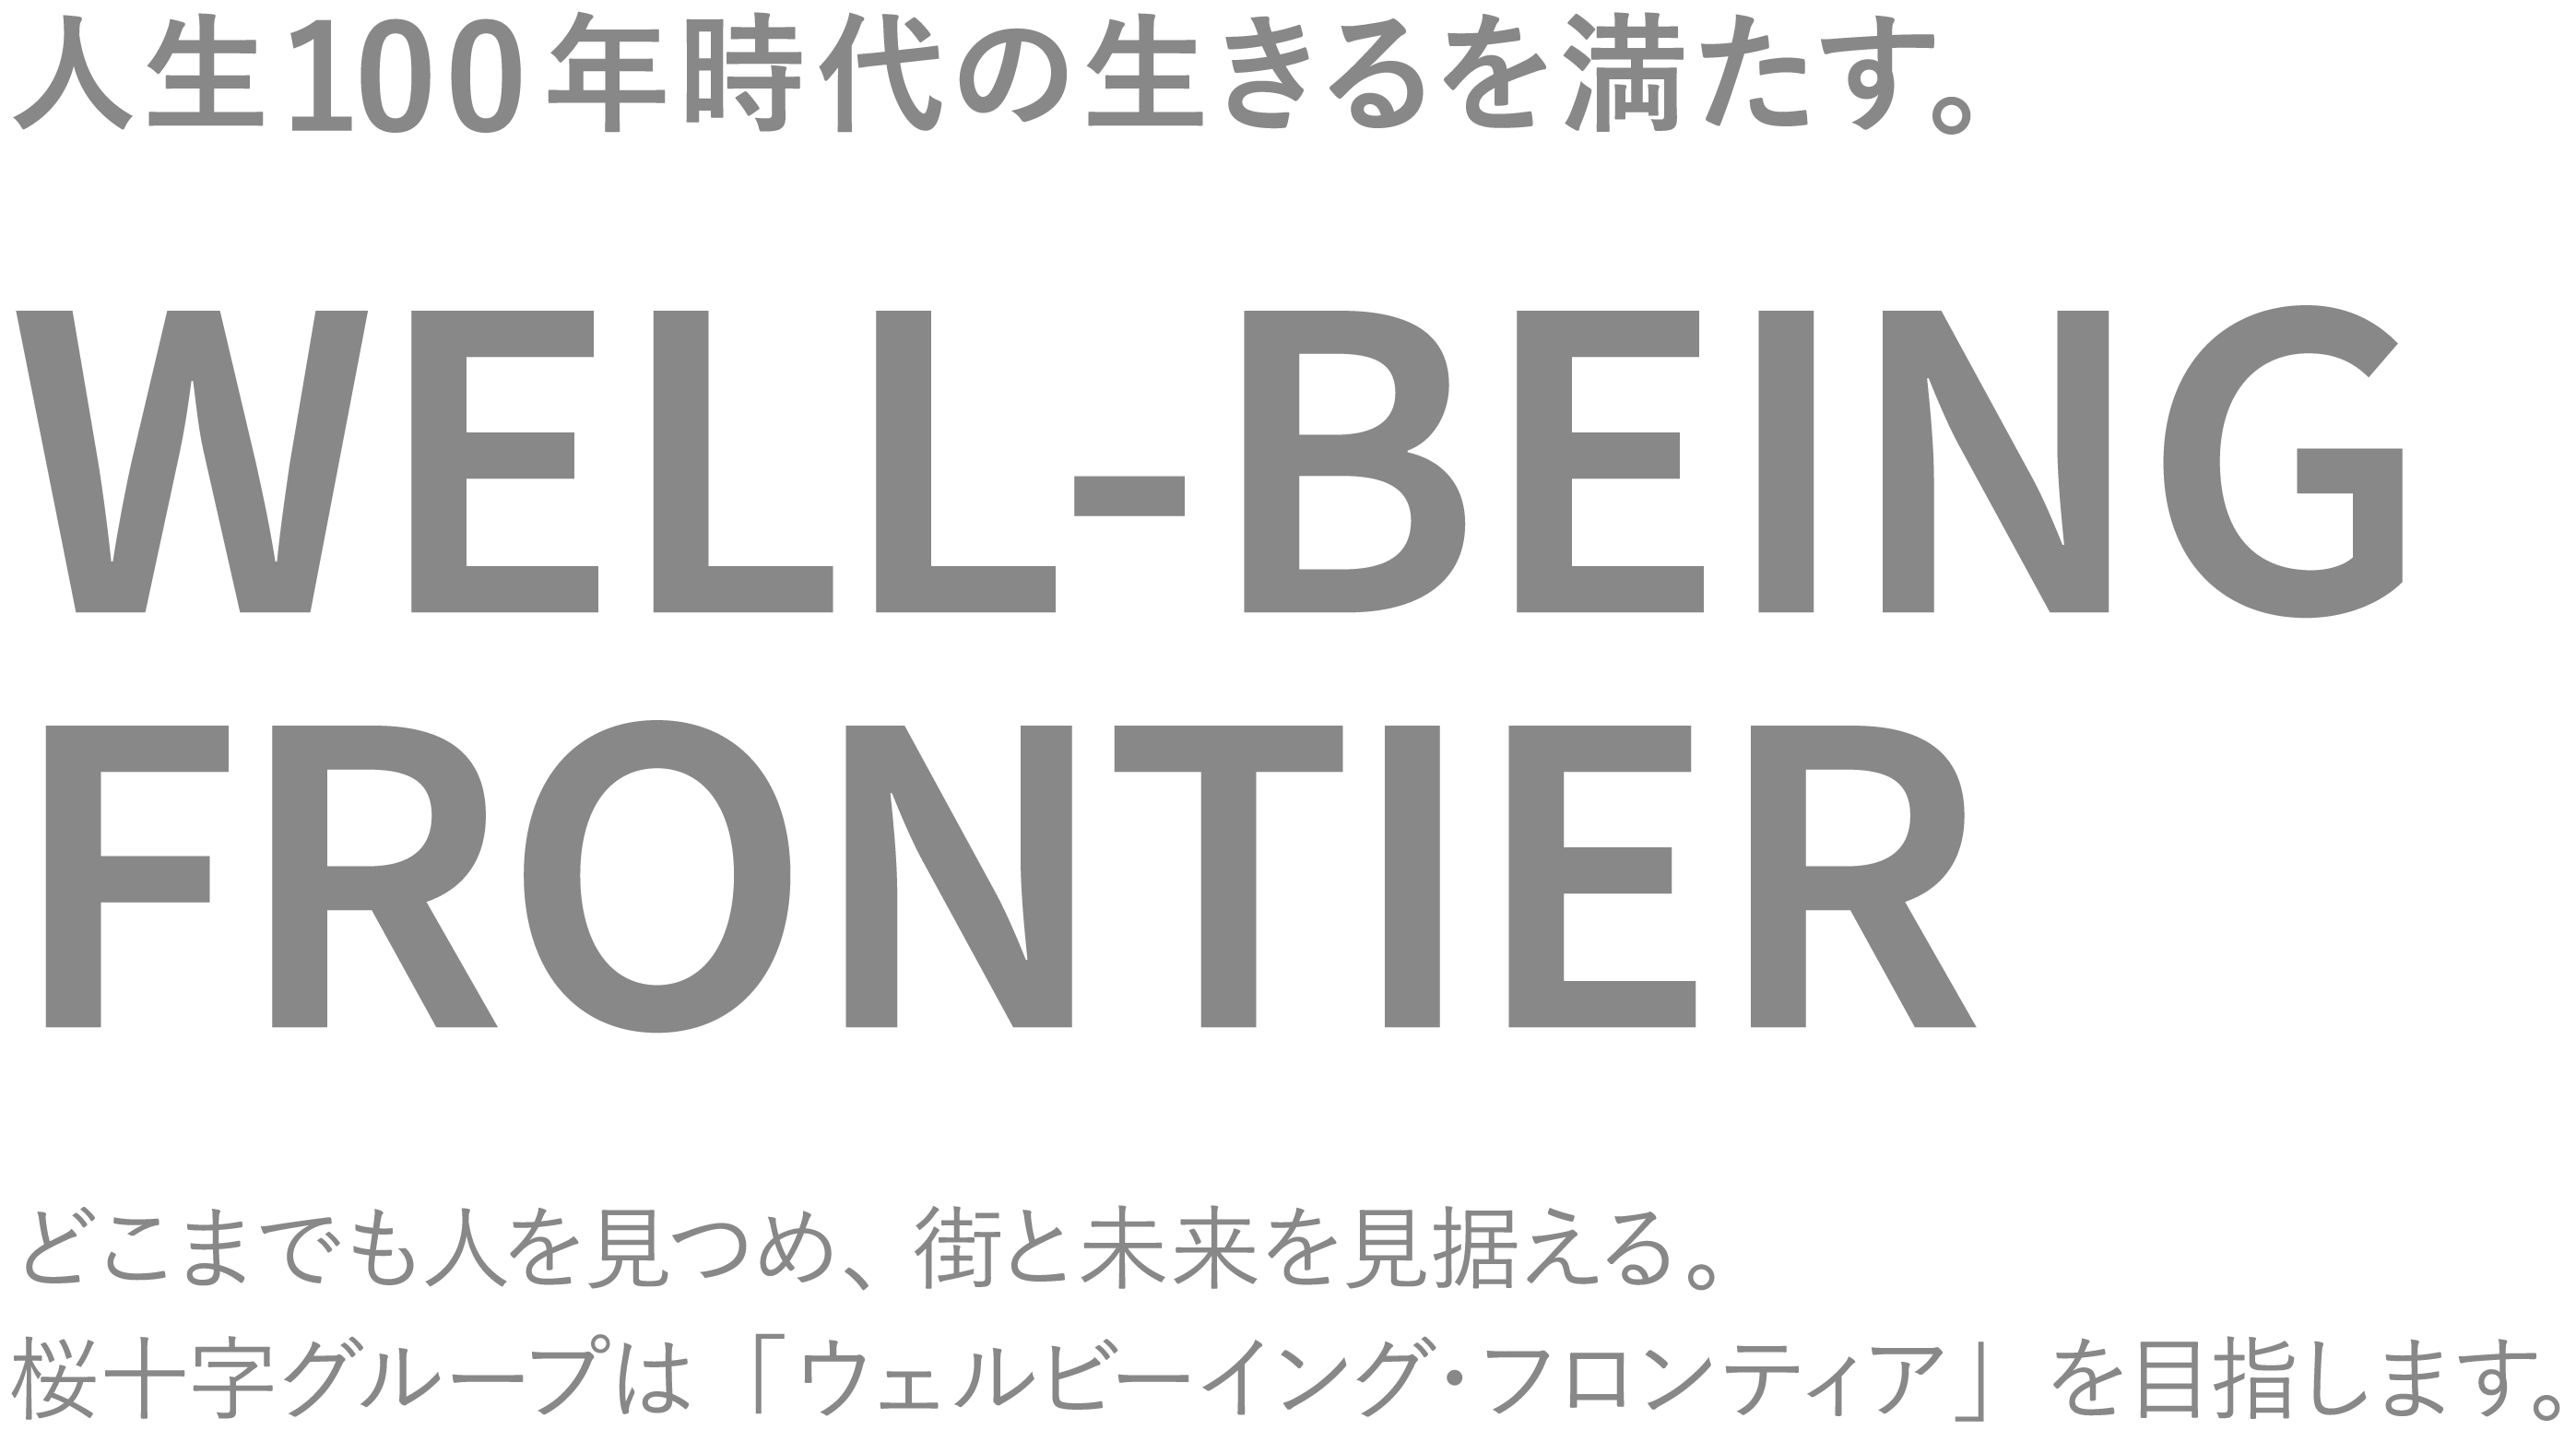 人生100年時代の生きるを満たす。
WELL-BEING
FRONTIER
どこまでも人を見つめ、街と未来を見据える。
桜十字グループは「ウェルビーイング・フロンティア」を目指します。